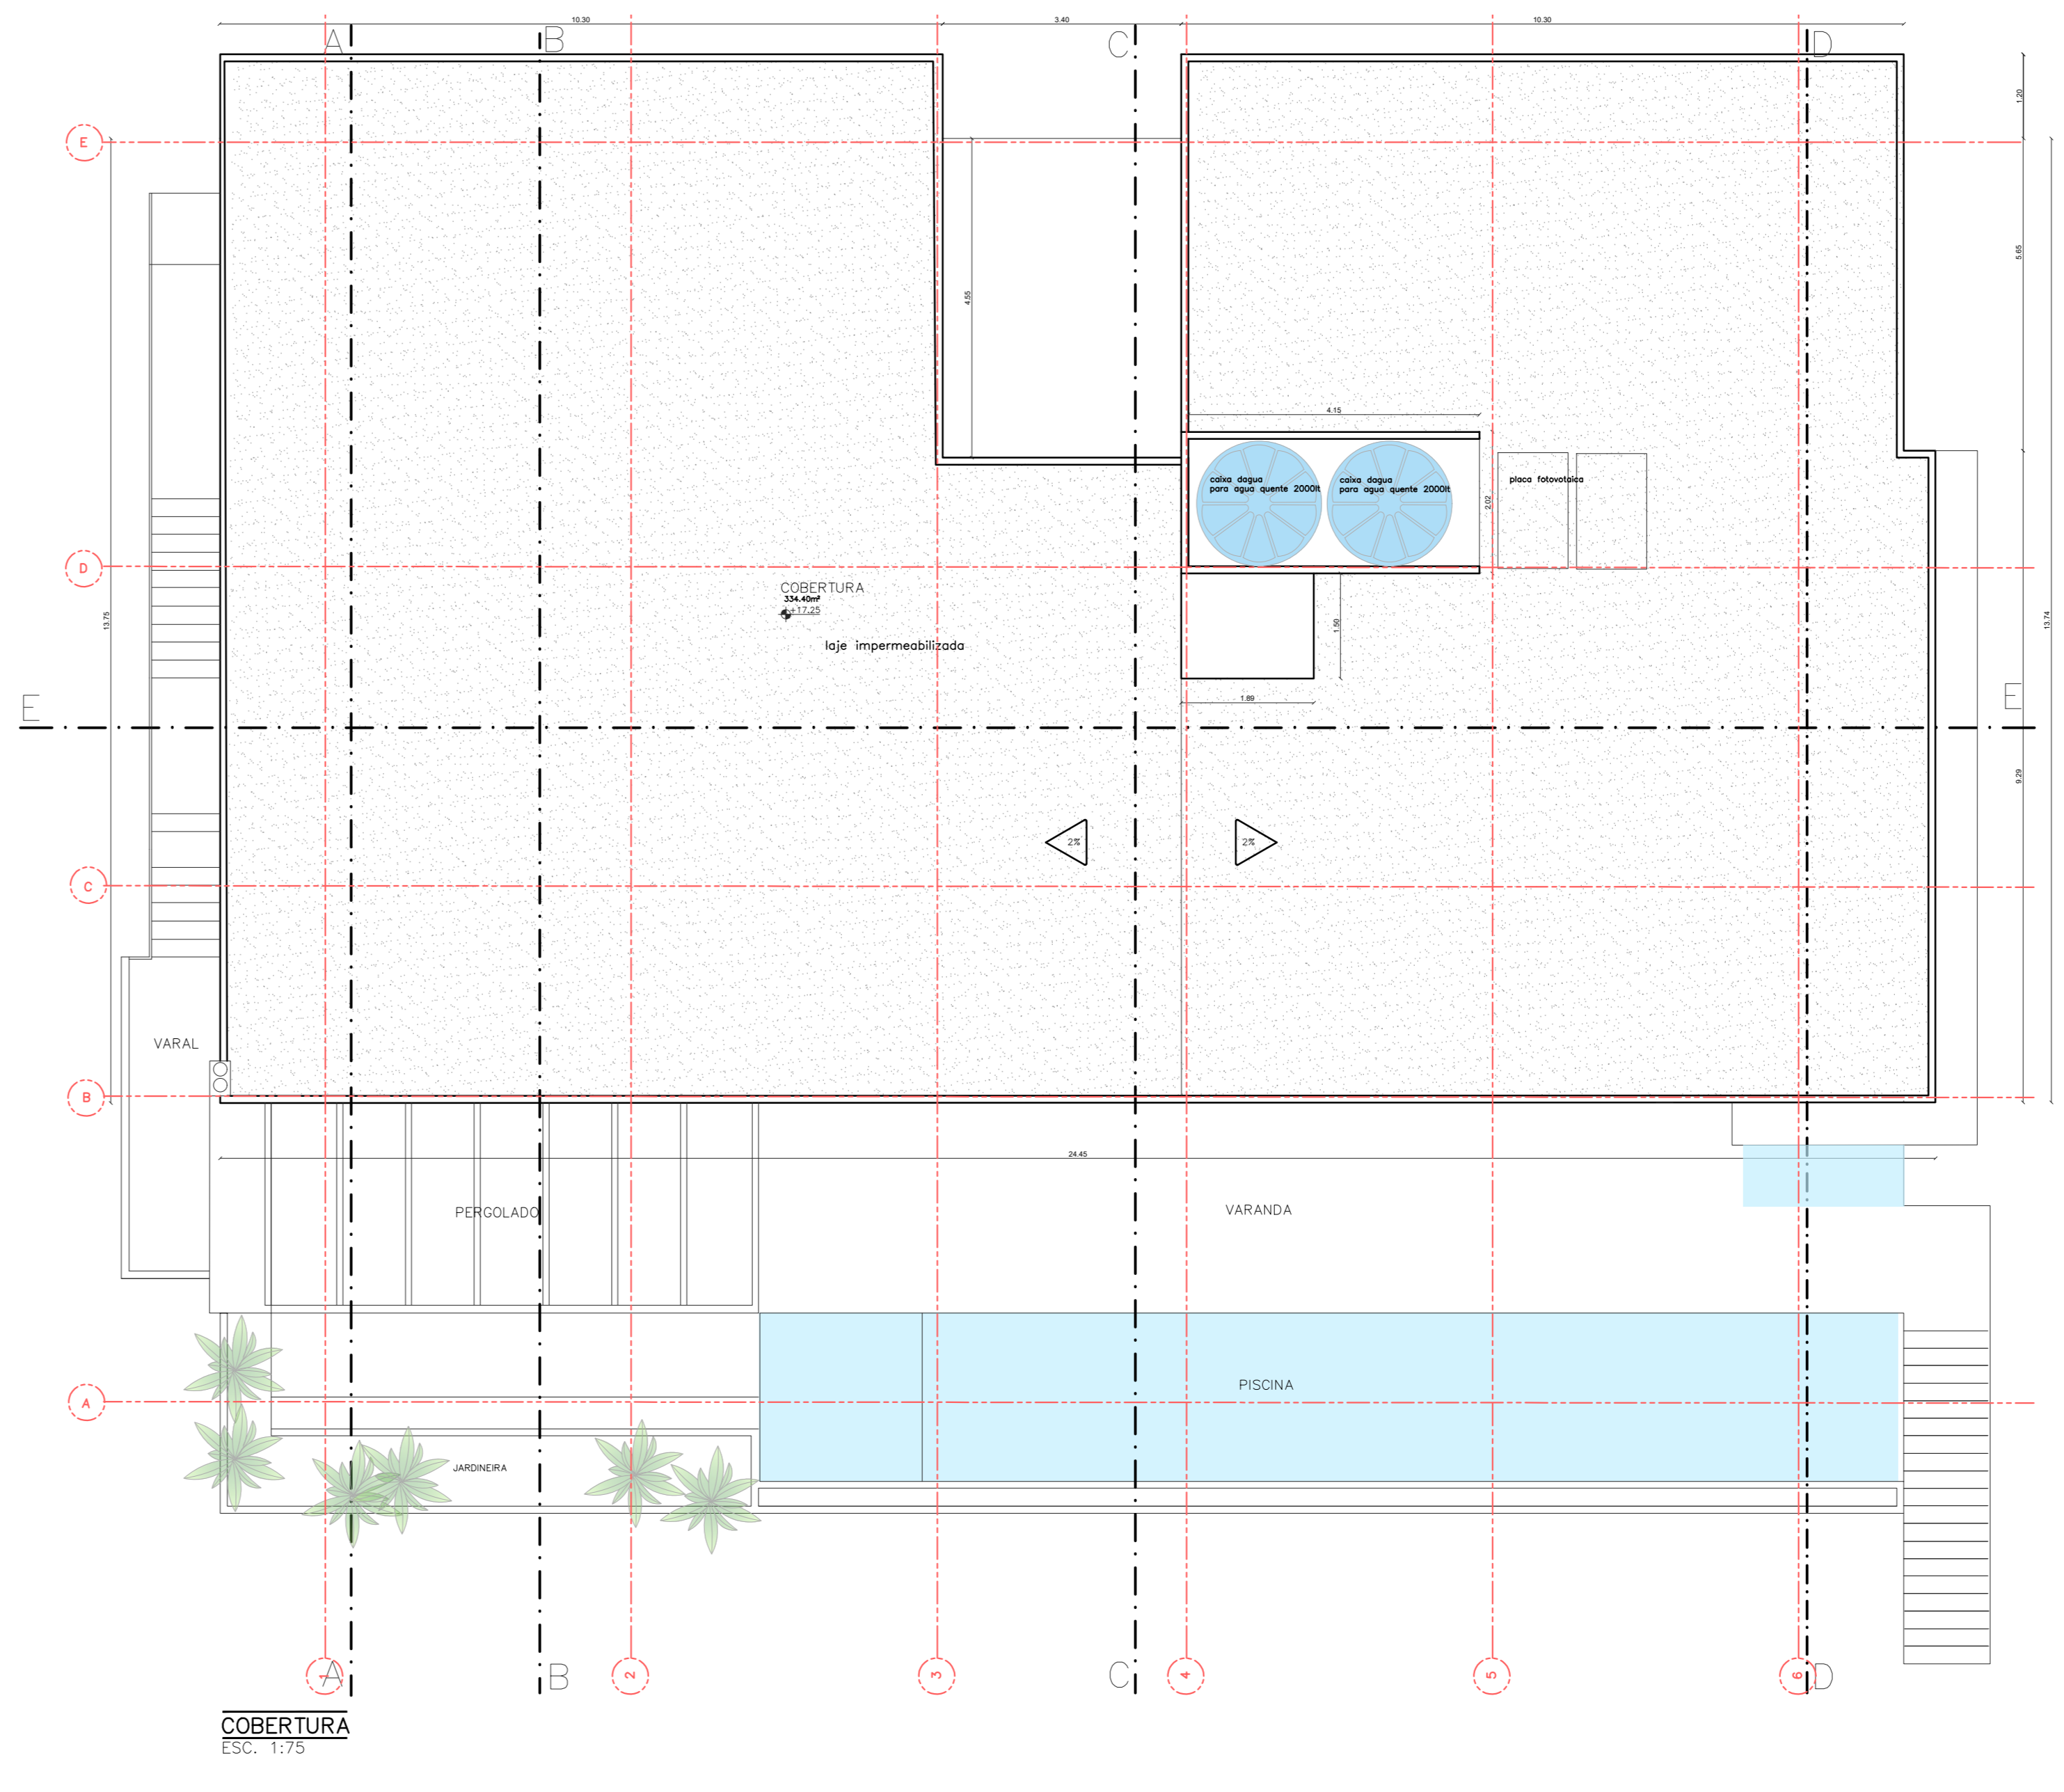 10.30
3.40
10.30
A
B
C
D
1.20
E
4.55
5.65
4.15
caixa dagua
para agua quente 2000lt
caixa dagua
para agua quente 2000lt
placa fotovotaica
2.02
D
COBERTURA
334.40m²
+17.25
laje impermeabilizada
13.75
1.50
13.74
1.89
E
E
9.29
2%
2%
C
VARAL
B
24.45
PERGOLADO
VARANDA
PISCINA
A
JARDINEIRA
1
A
B
2
3
C
4
5
6
D
COBERTURA
ESC. 1:75